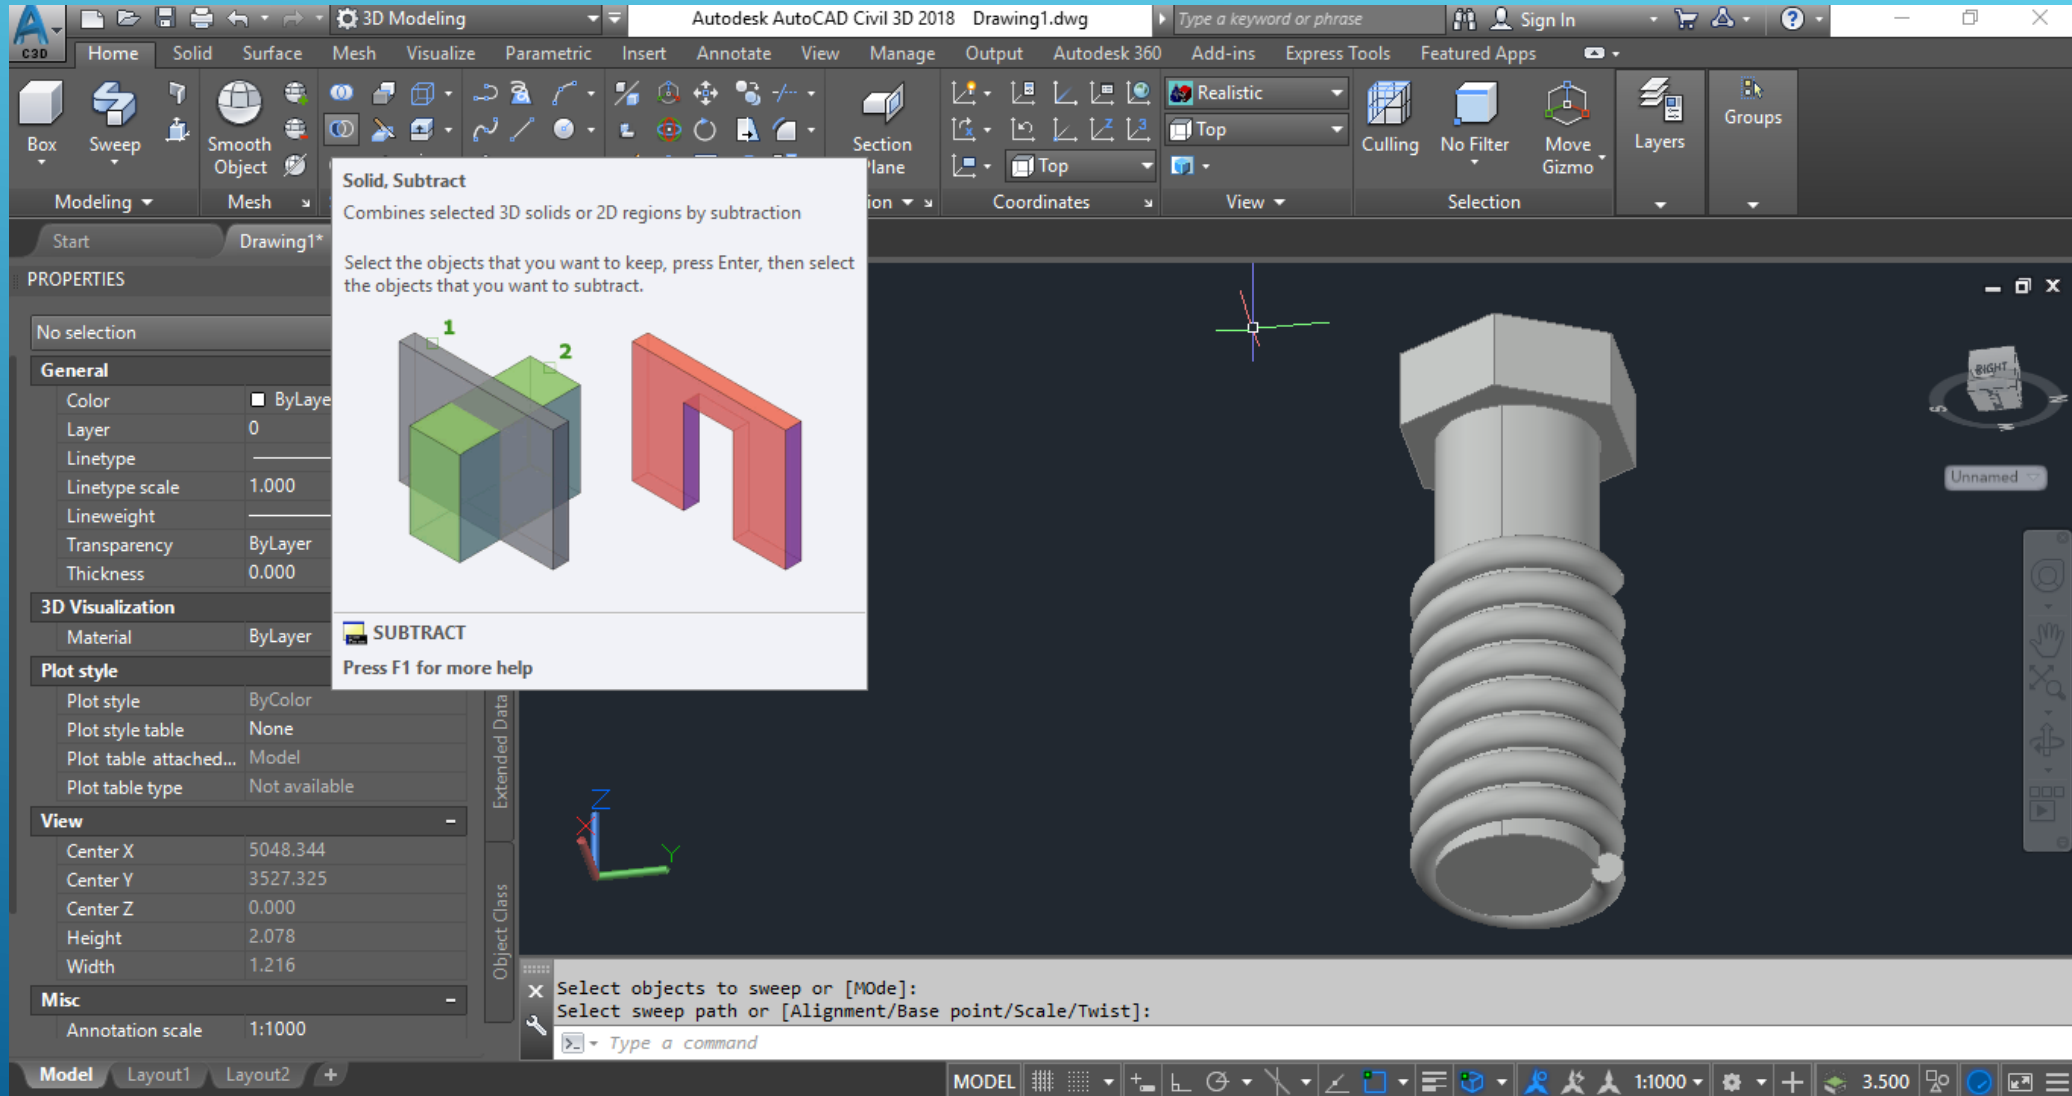 3D Modeling
Autodesk AutoCAD Civil 3D 2018 Drawing1.dwg
Type a keyword or phrase
Sign In
C3D
Home Solid Surface Mesh Visualize Parametric Insert Annotate View Manage Output Autodesk 360 Add-ins Express Tools Featured Apps
Box
Sweep
Smooth
Object
Section
Plane
Realistic
Top
Top
Culling
No Filter
Move
Gizmo
Layers
Groups
Modeling
Mesh
ion
Coordinates
View
Selection
Start
Drawing1*
Solid, Subtract
Combines selected 3D solids or 2D regions by subtraction
Select the objects that you want to keep, press Enter, then select
the objects that you want to subtract.
1
2
SUBTRACT
Press F1 for more help
PROPERTIES
No selection
General
Color ByLaye
Layer 0
Linetype
Linetype scale 1.000
Lineweight
Transparency ByLayer
Thickness 0.000
3D Visualization
Material ByLayer
Plot style
Plot style ByColor
Plot style table None
Plot table attached... Model
Plot table type Not available
View
Center X 5048.344
Center Y 3527.325
Center Z 0.000
Height 2.078
Width 1.216
Misc
Annotation scale 1:1000
Extended Data
Object Class
RIGHT
S
Unnamed
Z
X
Y
Select objects to sweep or [MOde]:
Select sweep path or [Alignment/Base point/Scale/Twist]:
Type a command
Model Layout1 Layout2 +
MODEL
1:1000
3.500